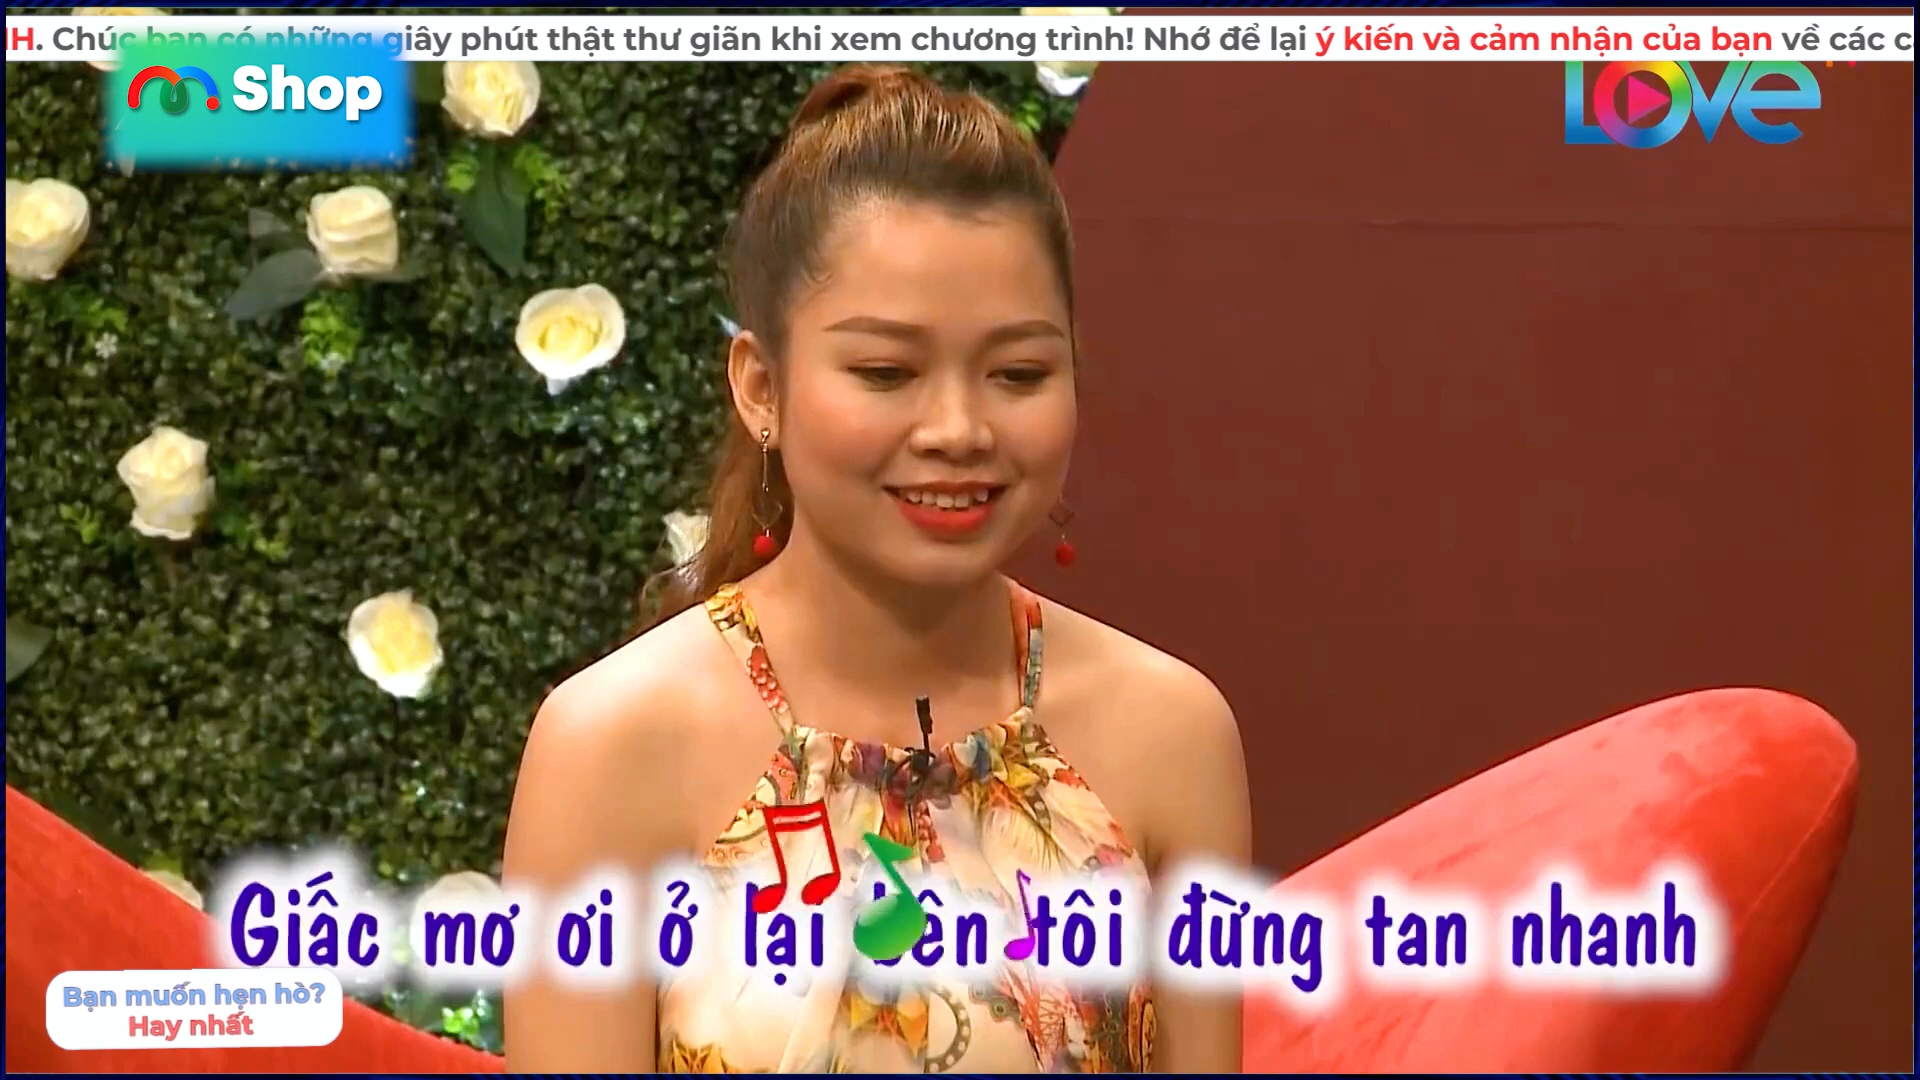 H. Chúc bạn có những giây phút thật thư giãn khi xem chương trình! Nhớ để lại ý kiến và cảm nhận của bạn về các c
Shop
Love
Giấc mơ ơi ở lại bên tôi đừng tan nhanh
Bạn muốn hẹn hò?
Hay nhất